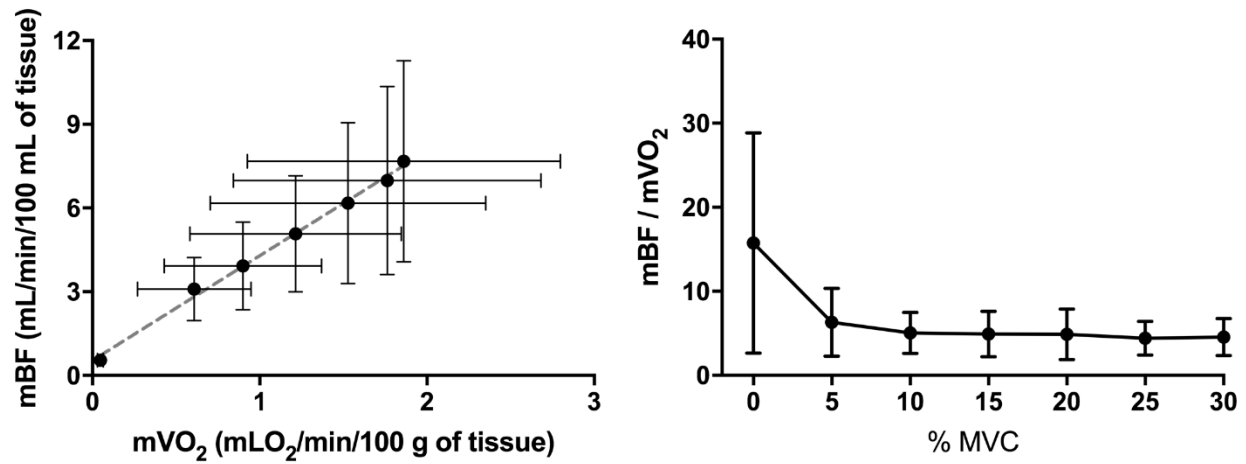 mBF (mL/min/100 mL of tissue)
12
9
6
3
0
0 1 2 3
mVO₂ (mLO₂/min/100 g of tissue)
mBF / mVO₂
40
30
20
10
0
0 5 10 15 20 25 30
% MVC